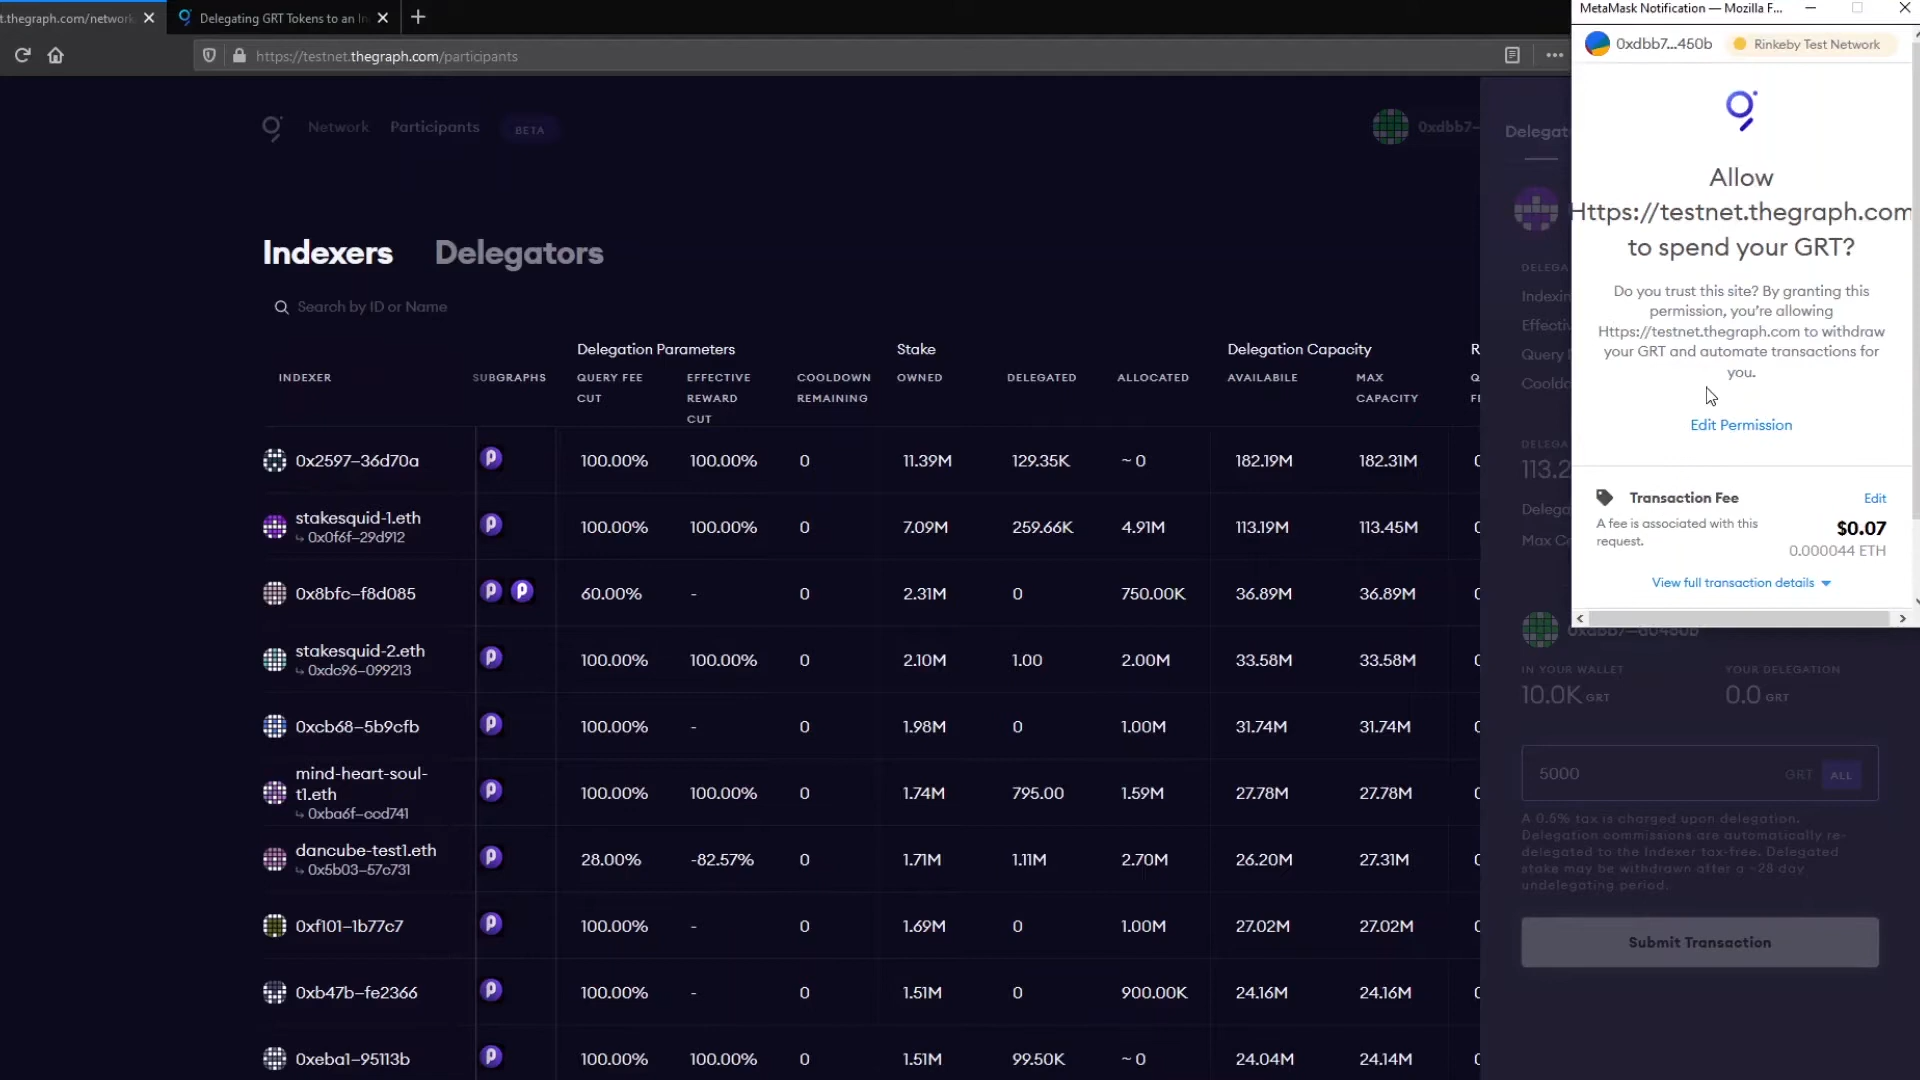 t.thegraph.com/network
Delegating GRT Tokens to an In
https://testnet.thegraph.com/participants
Network
Participants
BETA
0xdbb7-
Indexers
Delegators
Search by ID or Name
Delegation Parameters
Stake
Delegation Capacity
R
INDEXER
SUBGRAPHS
QUERY FEE
CUT
EFFECTIVE
REWARD
CUT
COOLDOWN
REMAINING
OWNED
DELEGATED
ALLOCATED
AVAILABILE
MAX
CAPACITY
0x2597–36d70a
100.00% 100.00% 0 11.39M 129.35K ~ 0 182.19M 182.31M
stakesquid-1.eth
↳ 0x0f6f–29d912
100.00% 100.00% 0 7.09M 259.66K 4.91M 113.19M 113.45M
0x8bfc–f8d085
60.00% - 0 2.31M 0 750.00K 36.89M 36.89M
stakesquid-2.eth
↳ 0xdc96–099213
100.00% 100.00% 0 2.10M 1.00 2.00M 33.58M 33.58M
0xcb68–5b9cfb
100.00% - 0 1.98M 0 1.00M 31.74M 31.74M
mind-heart-soul-
t1.eth
↳ 0xba6f–ccd741
100.00% 100.00% 0 1.74M 795.00 1.59M 27.78M 27.78M
dancube-test1.eth
↳ 0x5b03–57c731
28.00% -82.57% 0 1.71M 1.11M 2.70M 26.20M 27.31M
0xf101–1b77c7
100.00% - 0 1.69M 0 1.00M 27.02M 27.02M
0xb47b–fe2366
100.00% - 0 1.51M 0 900.00K 24.16M 24.16M
0xeba1–95113b
100.00% 100.00% 0 1.51M 99.50K ~ 0 24.04M 24.14M
Delegat
DELEGA
Indexin
Effectiv
Query
Cooldo
DELEGA
113.2
Delega
Max Ca
MetaMask Notification — Mozilla F...
0xdbb7...450b
Rinkeby Test Network
Allow
Https://testnet.thegraph.com
to spend your GRT?
Do you trust this site? By granting this
permission, you're allowing
Https://testnet.thegraph.com to withdraw
your GRT and automate transactions for
you.
Edit Permission
Transaction Fee
Edit
A fee is associated with this
request.
$0.07
0.000044 ETH
View full transaction details
IN YOUR WALLET
YOUR DELEGATION
10.0K GRT
0.0 GRT
5000
GRT
ALL
A 0.5% tax is charged upon delegation.
Delegation commissions are automatically re-
delegated to the Indexer tax-free. Delegated
stake may be withdrawn after a ~28 day
undelegating period.
Submit Transaction